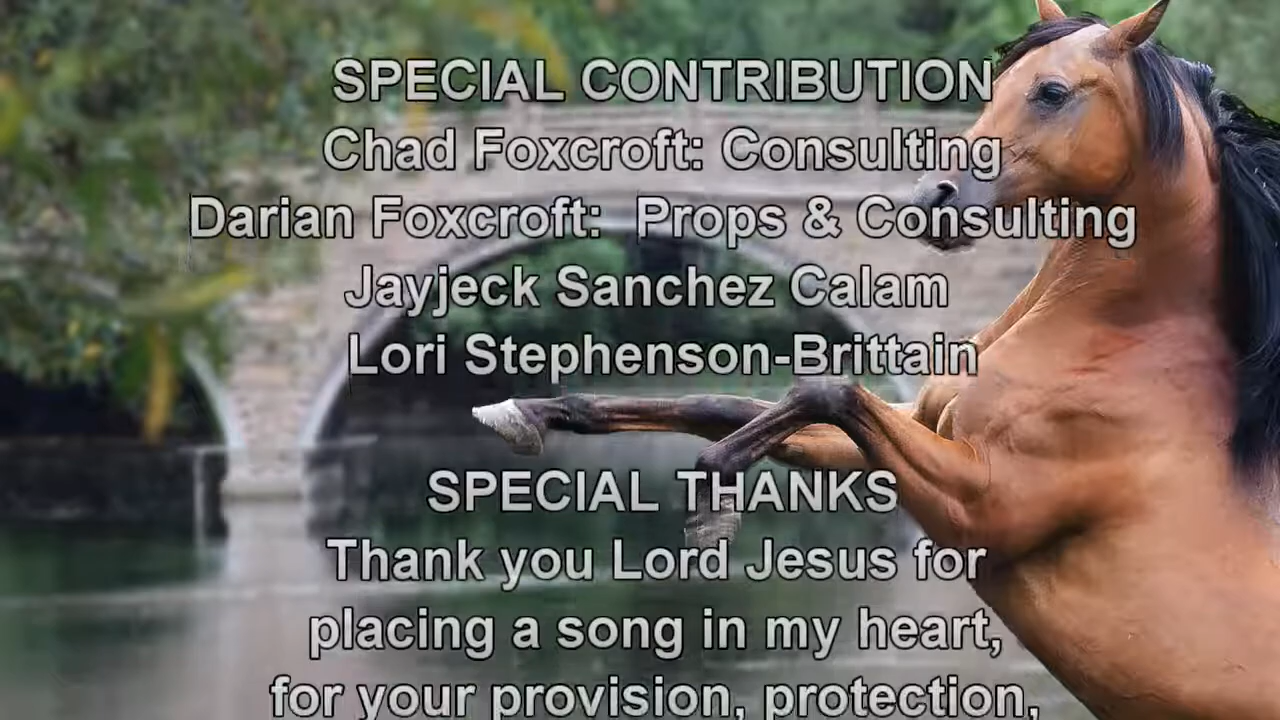 SPECIAL CONTRIBUTION
Chad Foxcroft: Consulting
Darian Foxcroft:  Props & Consulting
Jayjeck Sanchez Calam
Lori Stephenson-Brittain
SPECIAL THANKS
Thank you Lord Jesus for
placing a song in my heart,
for your provision, protection,